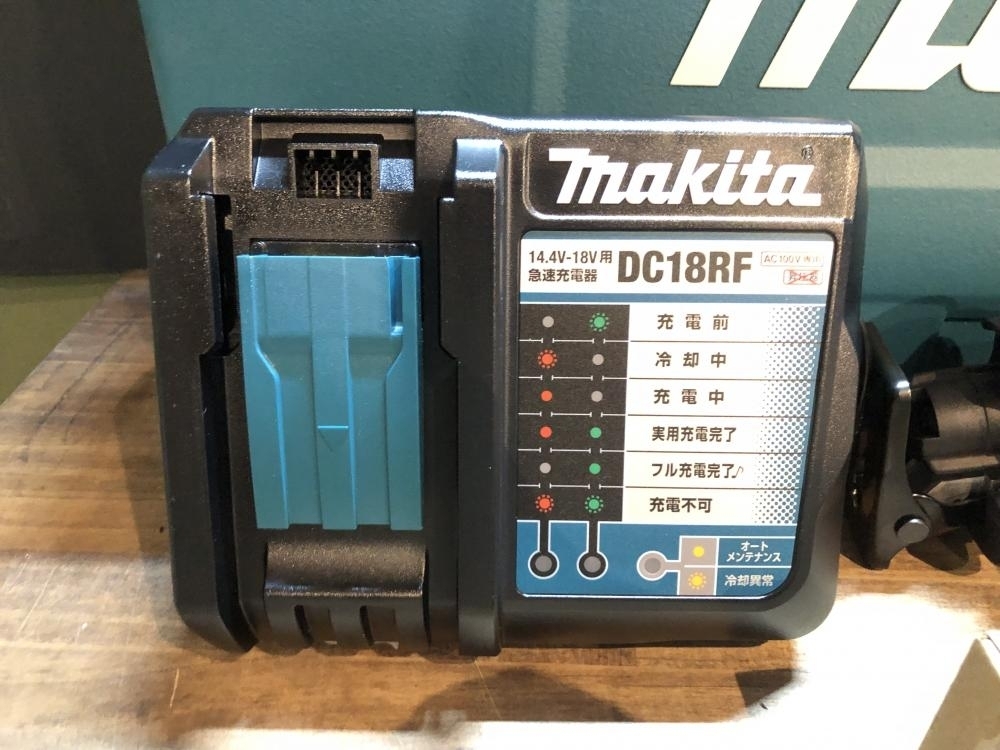 makita
14.4V-18V用
急速充電器
DC18RF
AC100V専用
充電前
冷却中
充電中
実用充電完了
フル充電完了♪
充電不可
オート
メンテナンス
冷却異常